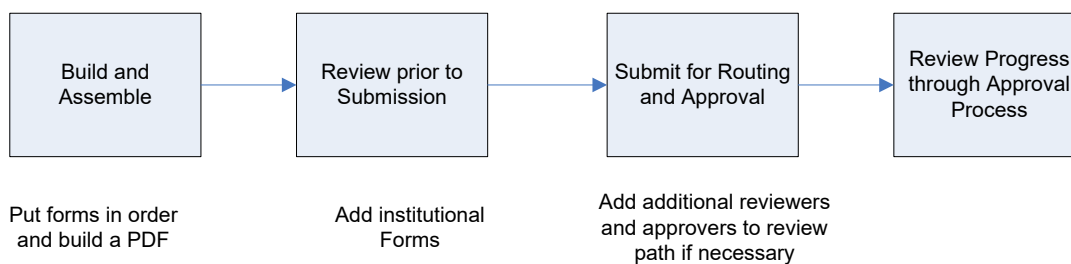 Build and
Assemble
Review prior to
Submission
Submit for Routing
and Approval
Review Progress
through Approval
Process
Put forms in order
and build a PDF
Add institutional
Forms
Add additional reviewers
and approvers to review
path if necessary